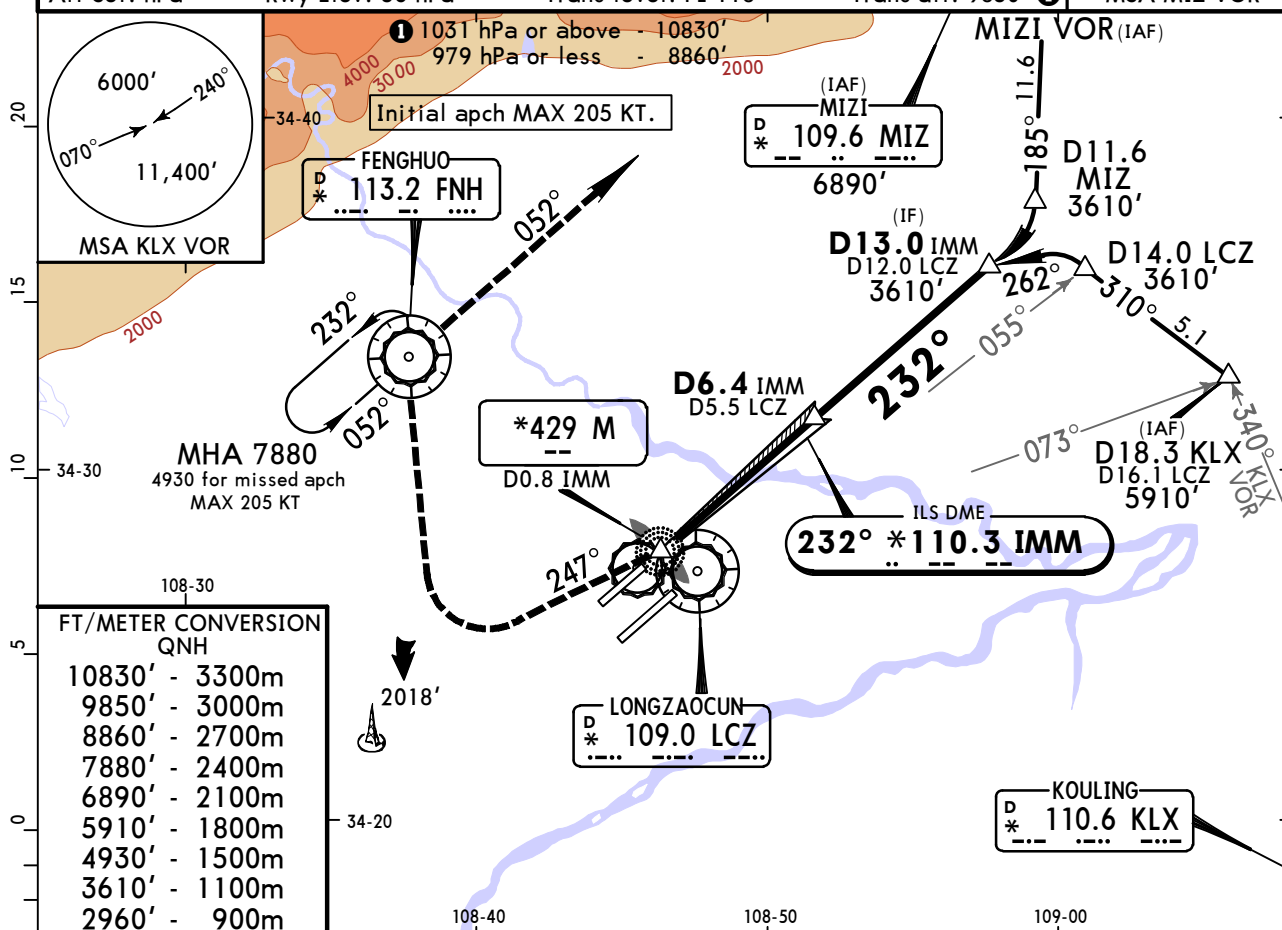 1031 hPa or above - 10830'
979 hPa or less - 8860'
MSA MIZ VOR
6000'
240°
070°
11,400'
MSA KLX VOR
4000
3000
2000
2000
Initial apch MAX 205 KT.
34-40
MIZI VOR (IAF)
11.6
185°
(IAF)
MIZI
D
* 109.6 MIZ
6890'
D11.6
MIZ
3610'
FENGHUO
D
* 113.2 FNH
052°
(IF)
D13.0 IMM
D12.0 LCZ
3610'
D14.0 LCZ
3610'
262°
310°
5.1
055°
232°
232°
052°
MHA 7880
4930 for missed apch
MAX 205 KT
D6.4 IMM
D5.5 LCZ
*429 M
D0.8 IMM
073°
(IAF)
D18.3 KLX
D16.1 LCZ
5910'
340°
KLX
VOR
ILS DME
232° *110.3 IMM
247°
34-30
108-30
2018'
LONGZAOCUN
D
* 109.0 LCZ
KOULING
D
* 110.6 KLX
FT/METER CONVERSION
QNH
10830' - 3300m
9850' - 3000m
8860' - 2700m
7880' - 2400m
6890' - 2100m
5910' - 1800m
4930' - 1500m
3610' - 1100m
2960' - 900m
34-20
108-40
108-50
109-00
20
15
10
5
0